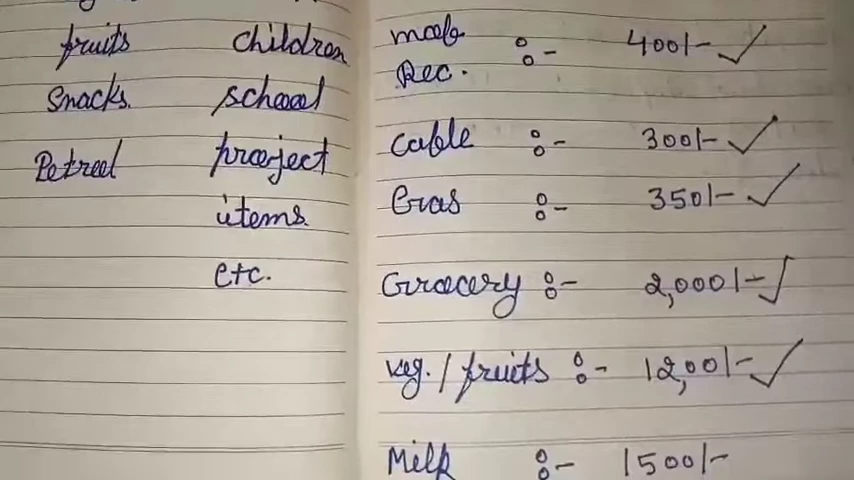 fruits children
Snacks. school
Petrol project
items.
etc.
mob
Rec. :- 400/- ✓
Cable :- 300/- ✓
Gas :- 350/- ✓
Grocery :- 2,000/- ✓
Veg. / fruits :- 12,00/- ✓
Milk :- 1500/-